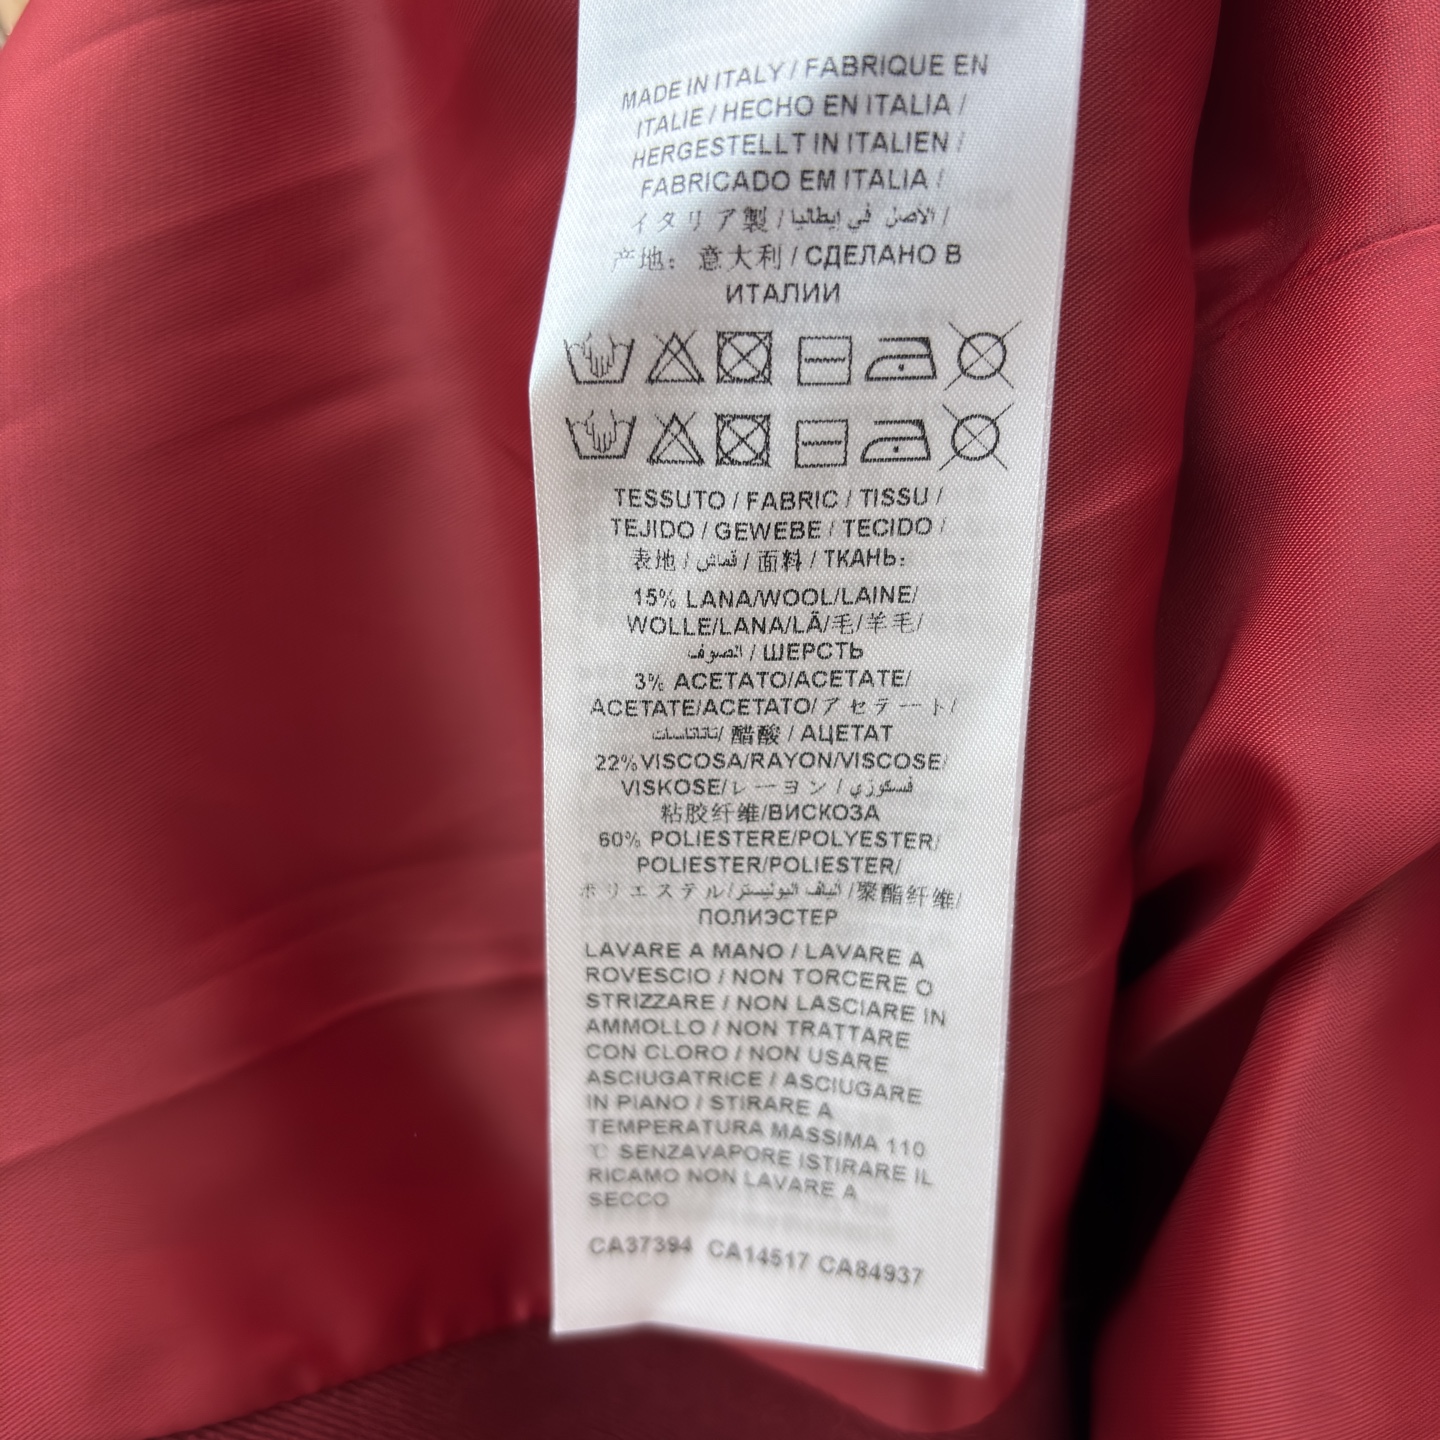 MADE IN ITALY / FABRIQUE EN
ITALIE / HECHO EN ITALIA /
HERGESTELLT IN ITALIEN /
FABRICADO EM ITALIA /
イタリア製 / الأصل في إيطاليا /
产地: 意大利 / СДЕЛАНО В
ИТАЛИИ
TESSUTO / FABRIC / TISSU /
TEJIDO / GEWEBE / TECIDO /
表地 / قماش / 面料 / ТКАНЬ:
15% LANA/WOOL/LAINE/
WOLLE/LANA/LÃ/毛/羊毛/
الصوف / ШЕРСТЬ
3% ACETATO/ACETATE/
ACETATE/ACETATO/アセテート/
/ 醋酸 / АЦЕТАТ
22%VISCOSA/RAYON/VISCOSE/
VISKOSE/レーヨン / فسكوزي
粘胶纤维/ВИСКОЗА
60% POLIESTERE/POLYESTER/
POLIESTER/POLIESTER/
ポリエステル/الياف البوليستر/聚酯纤维/
ПОЛИЭСТЕР
LAVARE A MANO / LAVARE A
ROVESCIO / NON TORCERE O
STRIZZARE / NON LASCIARE IN
AMMOLLO / NON TRATTARE
CON CLORO / NON USARE
ASCIUGATRICE / ASCIUGARE
IN PIANO / STIRARE A
TEMPERATURA MASSIMA 110
℃ SENZAVAPORE ISTIRARE IL
RICAMO NON LAVARE A
SECCO
CA37394 CA14517 CA84937